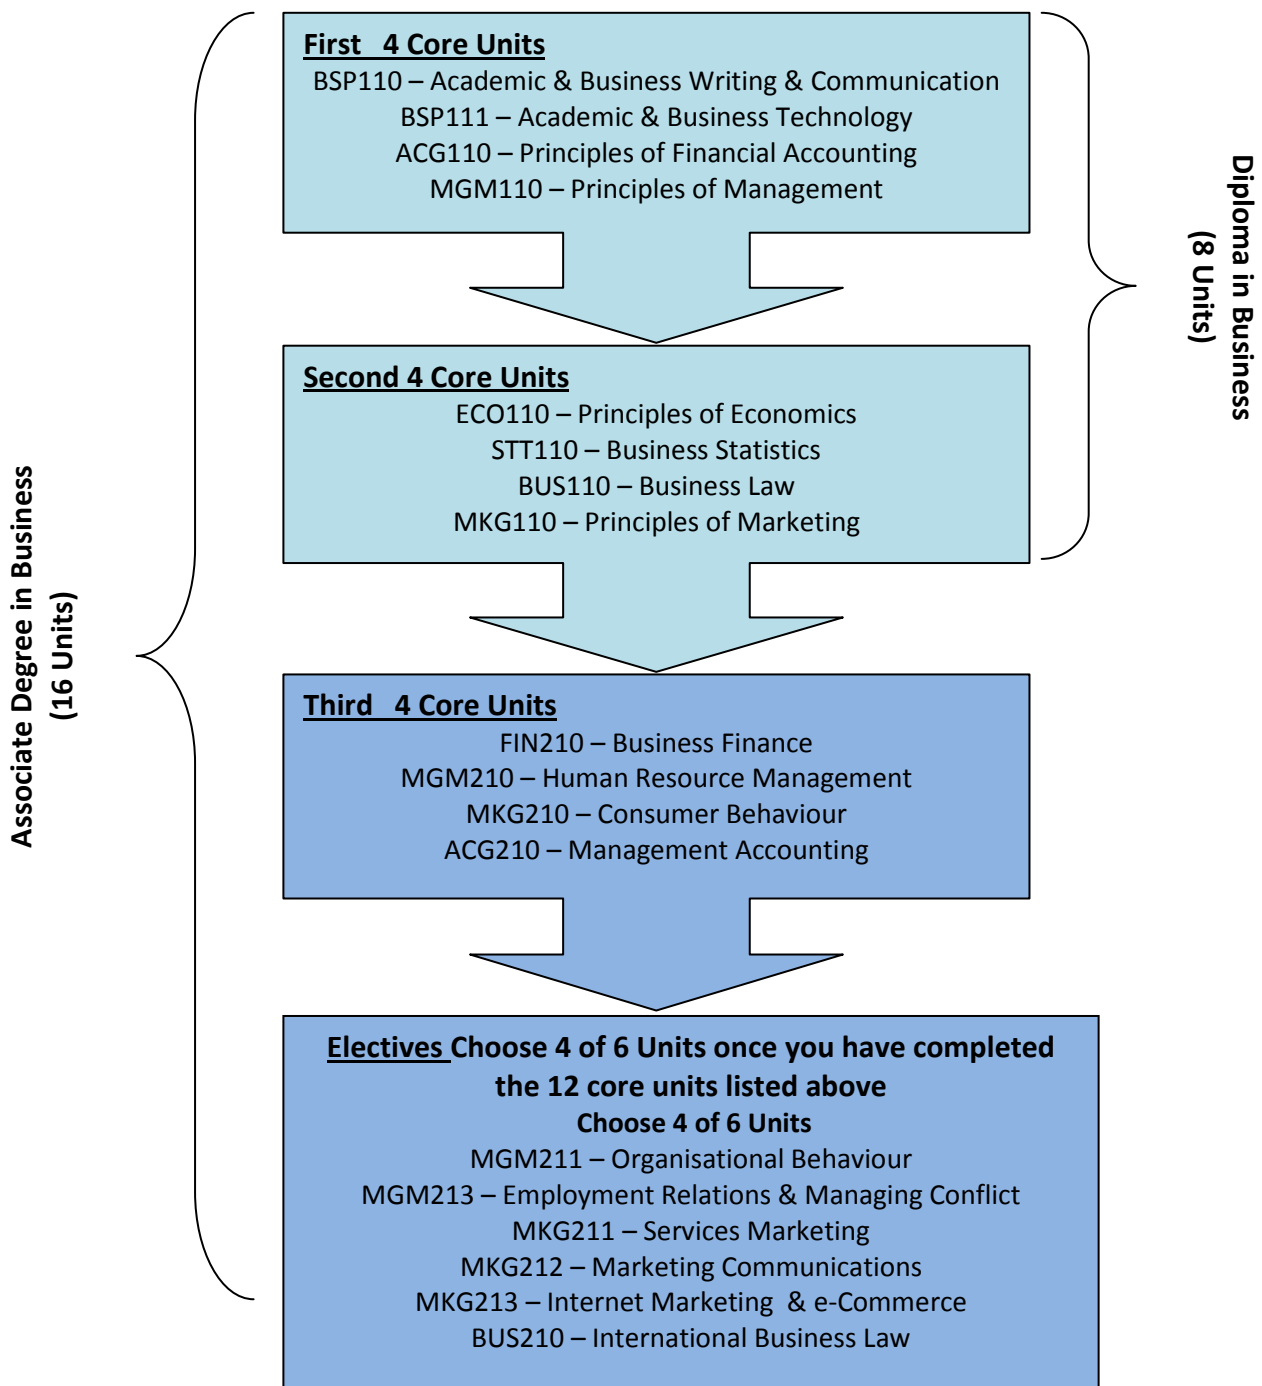 First   4 Core Units
BSP110 – Academic & Business Writing & Communication
BSP111 – Academic & Business Technology
ACG110 – Principles of Financial Accounting
MGM110 – Principles of Management
Diploma in Business
(8 Units)
Second 4 Core Units
ECO110 – Principles of Economics
STT110 – Business Statistics
BUS110 – Business Law
MKG110 – Principles of Marketing
Associate Degree in Business
(16 Units)
Third   4 Core Units
FIN210 – Business Finance
MGM210 – Human Resource Management
MKG210 – Consumer Behaviour
ACG210 – Management Accounting
Electives Choose 4 of 6 Units once you have completed
the 12 core units listed above
Choose 4 of 6 Units
MGM211 – Organisational Behaviour
MGM213 – Employment Relations & Managing Conflict
MKG211 – Services Marketing
MKG212 – Marketing Communications
MKG213 – Internet Marketing  & e-Commerce
BUS210 – International Business Law